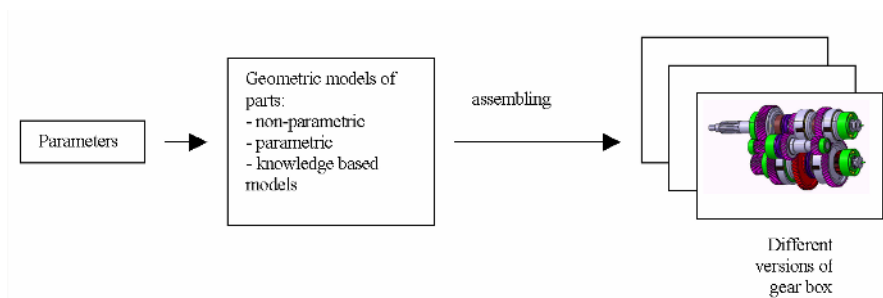 Parameters
Geometric models of
parts:
- non-parametric
- parametric
- knowledge based
models
assembling
Different
versions of
gear box